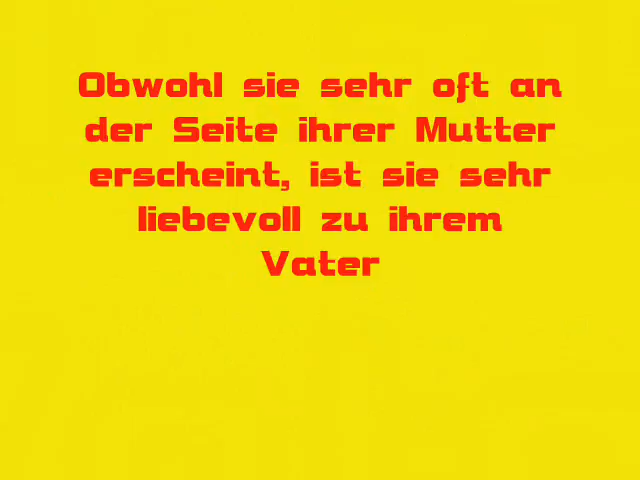 Obwohl sie sehr oft an
der Seite ihrer Mutter
erscheint, ist sie sehr
liebevoll zu ihrem
Vater